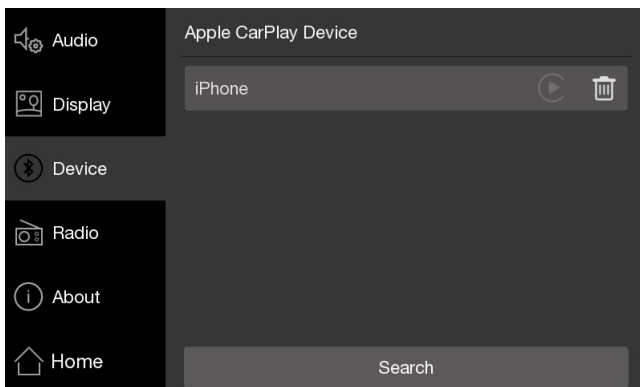 Audio
Display
Device
Radio
About
Home
Apple CarPlay Device
iPhone
Search